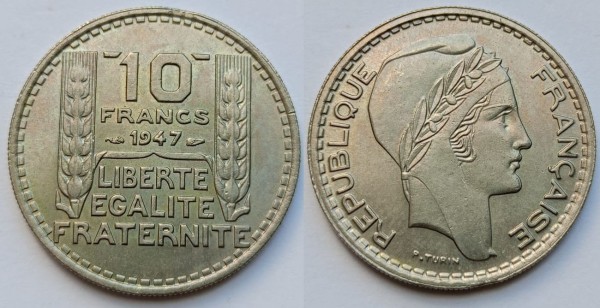 10
FRANCS
1947
LIBERTE
EGALITE
FRATERNITE
REPUBLIQUE FRANÇAISE
P.TURIN